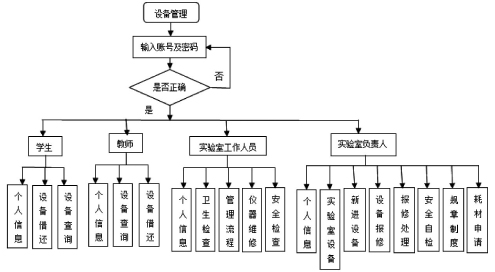 设备管理
输入账号及密码
是否正确
否
是
学生
教师
实验室工作人员
实验室负责人
个人信息
设备借还
设备查询
个人信息
设备查询
设备借还
个人信息
卫生检查
管理流程
仪器维修
安全检查
个人信息
实验室设备
新进设备
设备报修
报修处理
安全自检
规章制度
耗材申请